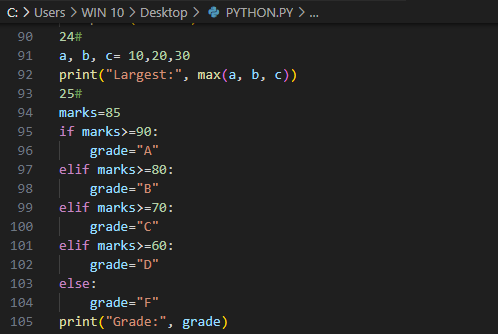 C: > Users > WIN 10 > Desktop > PYTHON.PY > ...
90 24#
91 a, b, c= 10,20,30
92 print("Largest:", max(a, b, c))
93 25#
94 marks=85
95 if marks>=90:
96     grade="A"
97 elif marks>=80:
98     grade="B"
99 elif marks>=70:
100     grade="C"
101 elif marks>=60:
102     grade="D"
103 else:
104     grade="F"
105 print("Grade:", grade)